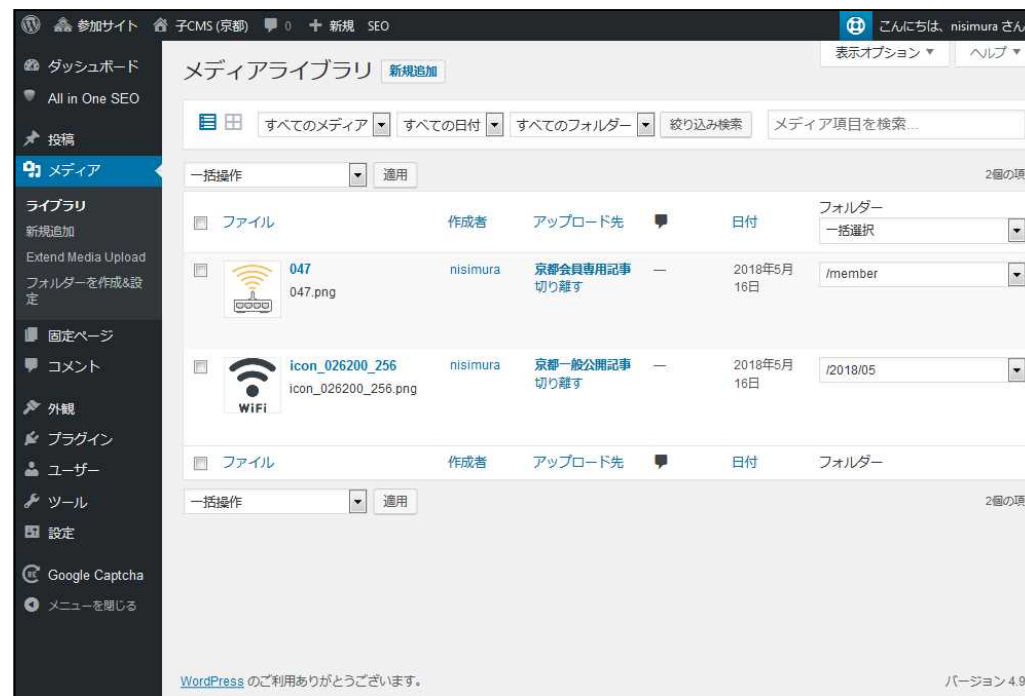 参加サイト 子CMS (京都) 0 新規 SEO こんにちは、nisimura さん
表示オプション ヘルプ
ダッシュボード
All in One SEO
投稿
メディア
ライブラリ
新規追加
Extend Media Upload
フォルダーを作成&設
定
固定ページ
コメント
外観
プラグイン
ユーザー
ツール
設定
Google Captcha
メニューを閉じる
メディアライブラリ 新規追加
すべてのメディア すべての日付 すべてのフォルダー 絞り込み検索 メディア項目を検索...
一括操作 適用 2個の項
ファイル 作成者 アップロード先 日付 フォルダー
一括選択
047 nisimura 京都会員専用記事 — 2018年5月 /member
047.png 切り離す 16日
icon_026200_256 nisimura 京都一般公開記事 — 2018年5月 /2018/05
icon_026200_256.png 切り離す 16日
WiFi
ファイル 作成者 アップロード先 日付 フォルダー
一括操作 適用 2個の項
WordPress のご利用ありがとうございます。 バージョン 4.9